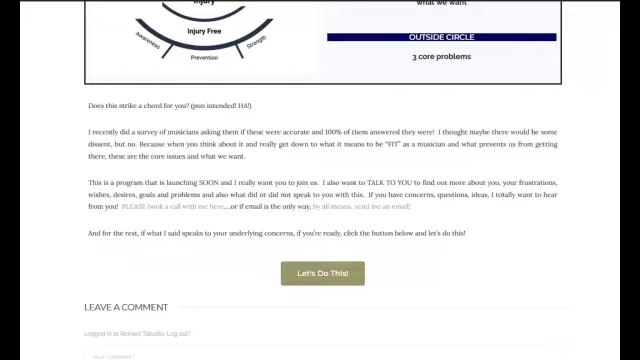 Injury
what we want
Injury Free
OUTSIDE CIRCLE
Awareness
Strength
3 core problems
Prevention
Does this strike a chord for you? (pun intended! HA!)
I recently did a survey of musicians asking them if these were accurate and 100% of them answered they were! I thought maybe there would be some
dissent, but no. Because when you think about it and really get down to what it means to be "FIT" as a musician and what prevents us from getting
there, these are the core issues and what we want.
This is a program that is launching SOON and I really want you to join us. I also want to TALK TO YOU to find out more about you, your frustrations,
wishes, desires, goals and problems and also what did or did not speak to you with this. If you have concerns, questions, ideas, I totally want to hear
from you! PLEASE book a call with me here....or if email is the only way, by all means, send me an email!
And for the rest, if what I said speaks to your underlying concerns, if you're ready, click the button below and let's do this!
Let's Do This!
LEAVE A COMMENT
Logged in as
Log out?
Your Comment *